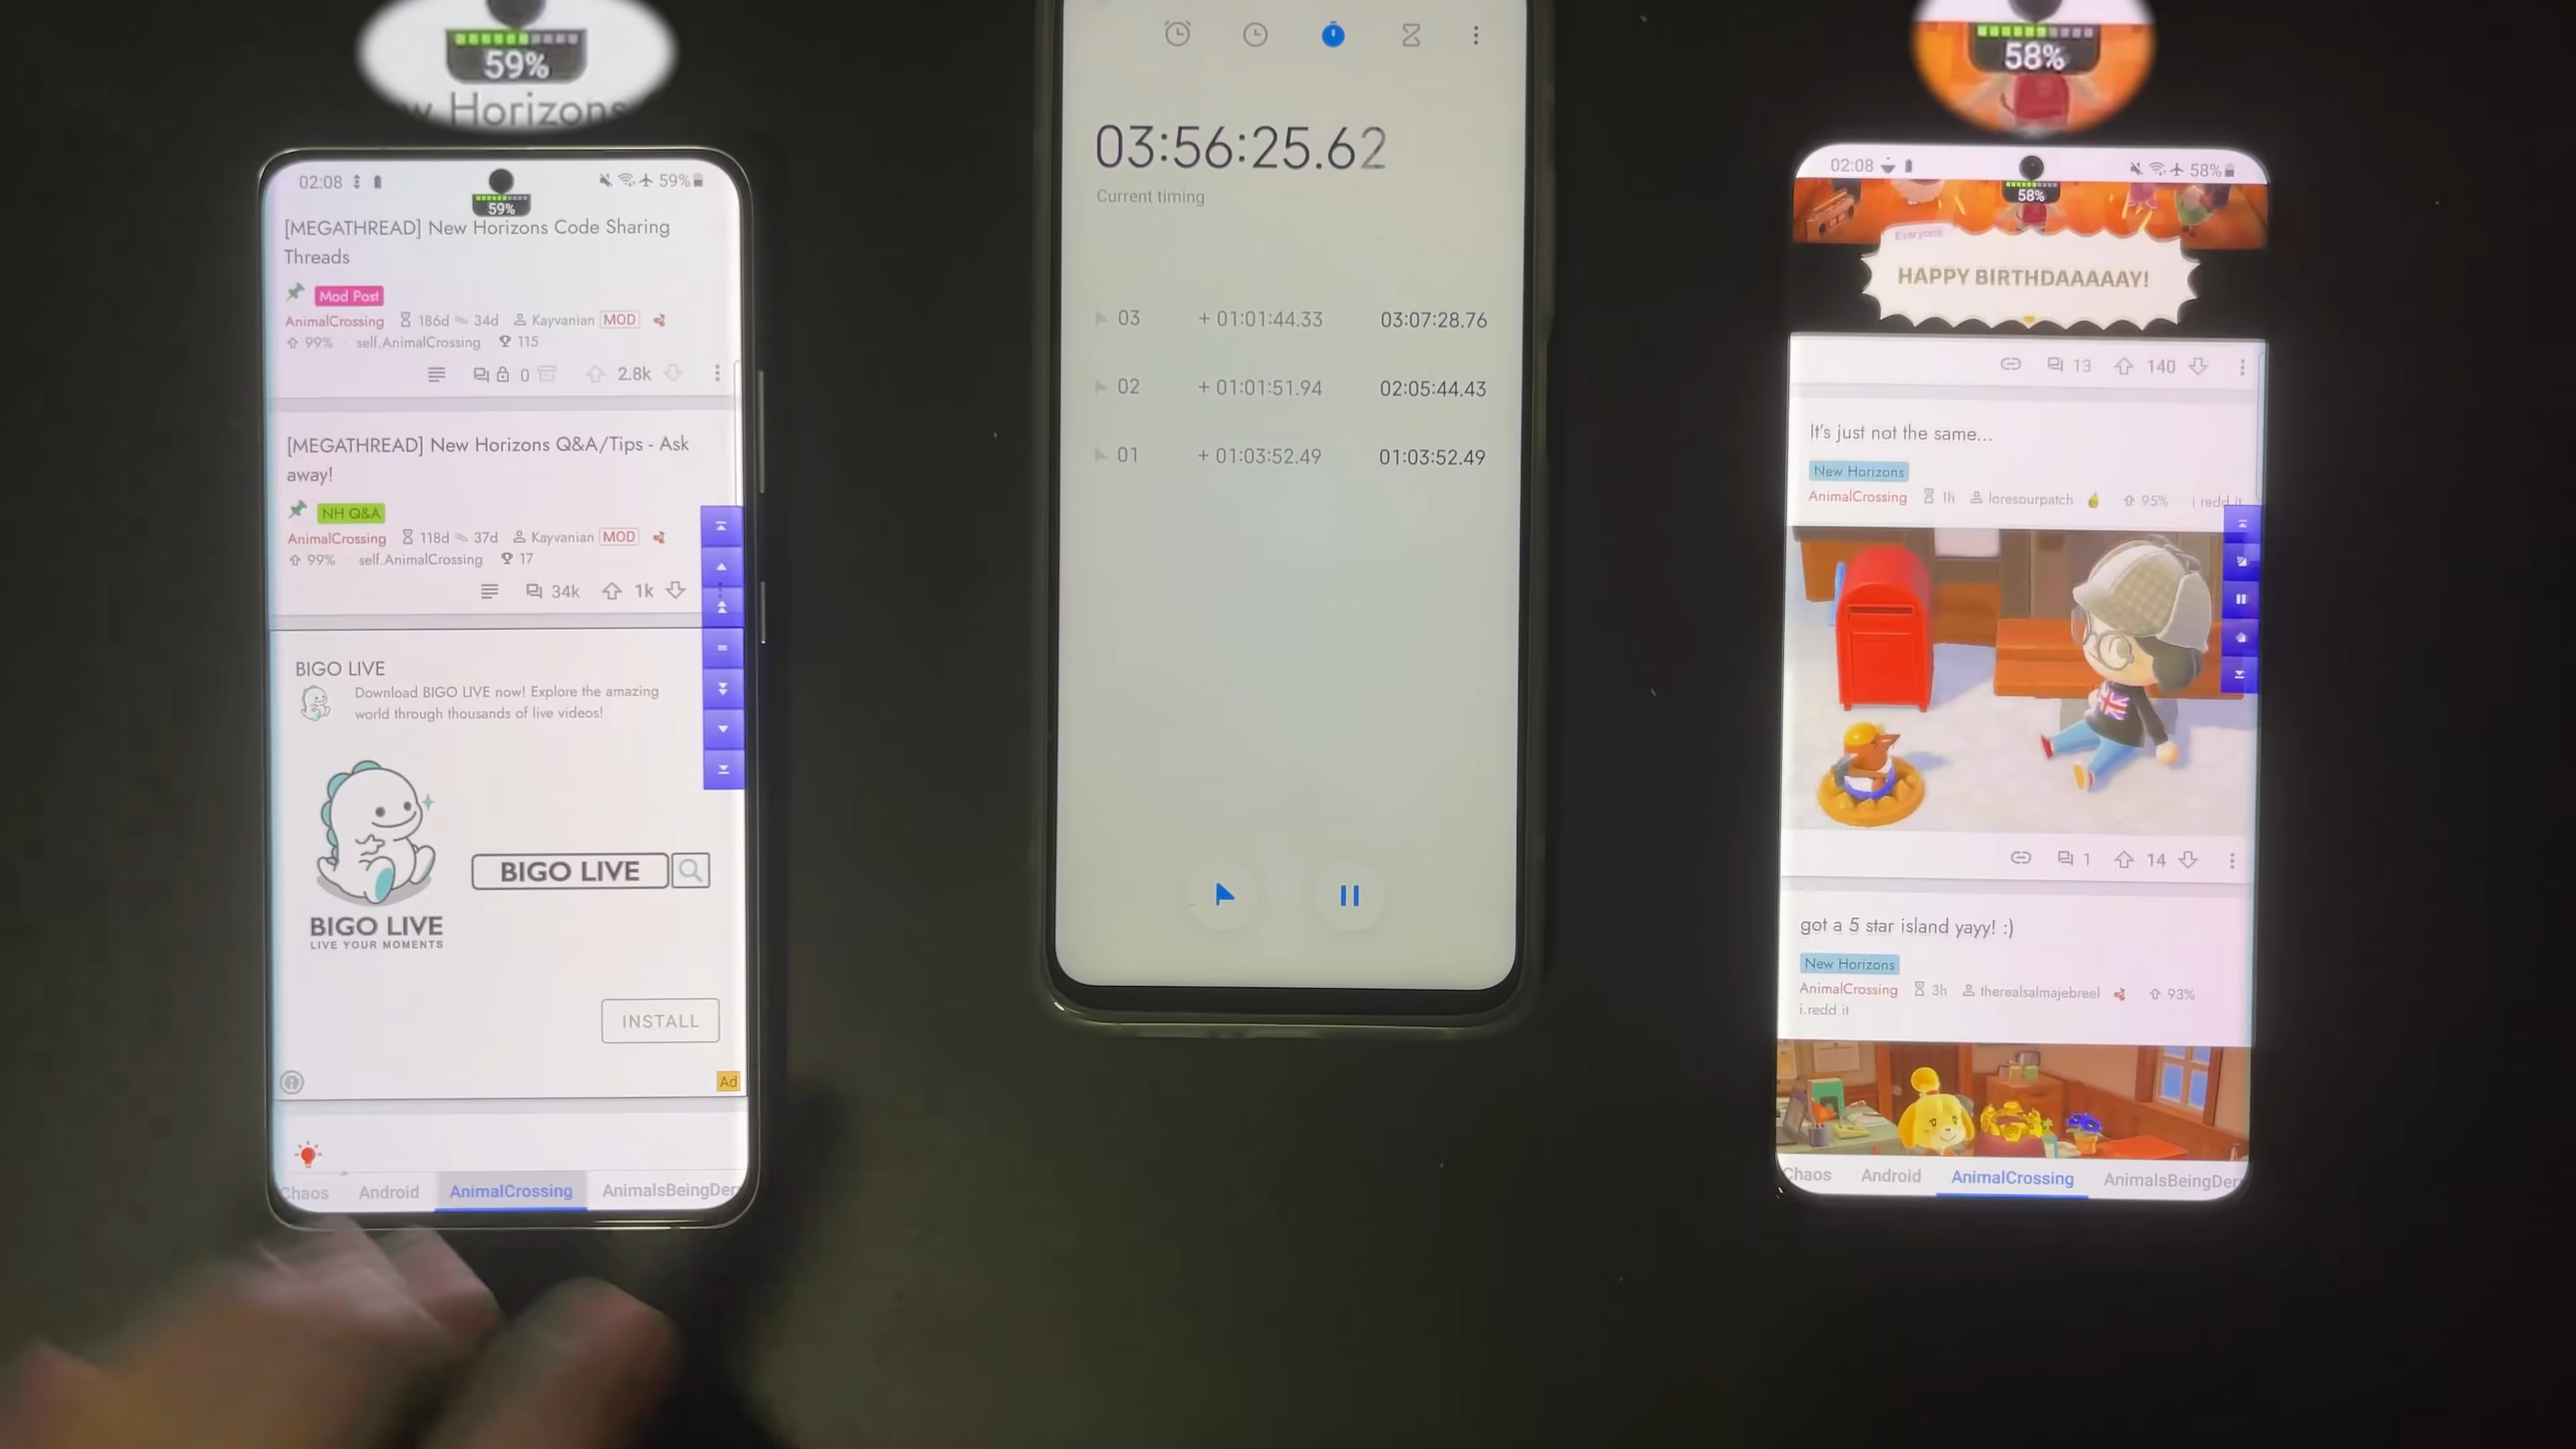 59%
w Horizons
02:08
59%
59%
[MEGATHREAD] New Horizons Code Sharing
Threads
Mod Post
AnimalCrossing 186d 34d Kayvanian MOD
99% · self.AnimalCrossing 115
0 2.8k
[MEGATHREAD] New Horizons Q&A/Tips - Ask
away!
NH Q&A
AnimalCrossing 118d 37d Kayvanian MOD
99% · self.AnimalCrossing 17
34k 1k
BIGO LIVE
Download BIGO LIVE now! Explore the amazing
world through thousands of live videos!
BIGO LIVE
BIGO LIVE
LIVE YOUR MOMENTS
INSTALL
Ad
Chaos Android AnimalCrossing AnimalsBeingDer
03:56:25.62
Current timing
03 + 01:01:44.33 03:07:28.76
02 + 01:01:51.94 02:05:44.43
01 + 01:03:52.49 01:03:52.49
58%
02:08
58%
58%
Everyone
HAPPY BIRTHDAAAAAY!
13 140
It's just not the same...
New Horizons
AnimalCrossing 1h loresourpatch 95% i.redd.it
1 14
got a 5 star island yayy! :)
New Horizons
AnimalCrossing 3h therealsalmajebreel 93%
i.redd.it
Chaos Android AnimalCrossing AnimalsBeingDer